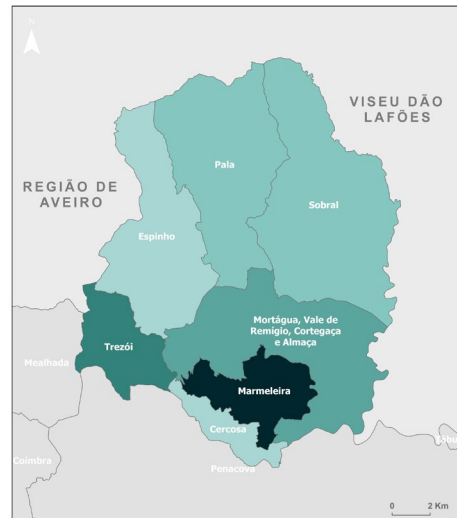 N
VISEU DÃO
LAFÕES
Pala
REGIÃO DE
AVEIRO
Sobral
Espinho
Mortágua, Vale de
Remígio, Cortegaça
e Almaça
Trezói
Mealhada
Marmeleira
Cercosa
Coimbra
Penacova
0 2 Km